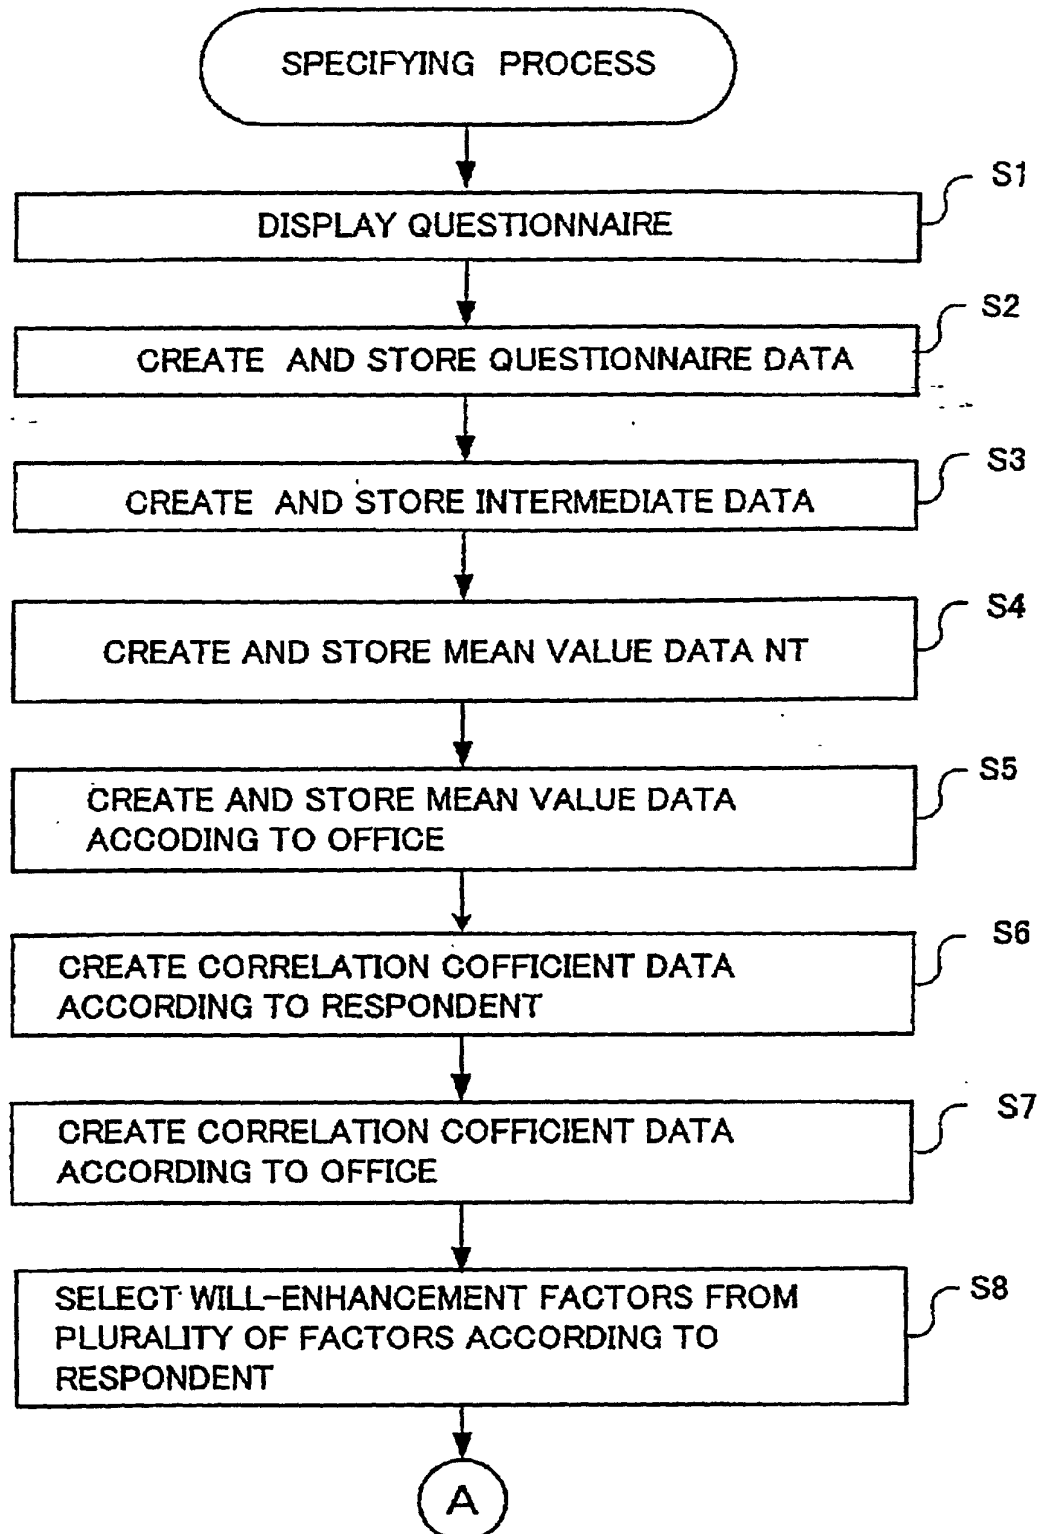 SPECIFYING PROCESS
S1
DISPLAY QUESTIONNAIRE
S2
CREATE AND STORE QUESTIONNAIRE DATA
S3
CREATE AND STORE INTERMEDIATE DATA
S4
CREATE AND STORE MEAN VALUE DATA NT
S5
CREATE AND STORE MEAN VALUE DATA
ACCODING TO OFFICE
S6
CREATE CORRELATION COFFICIENT DATA
ACCORDING TO RESPONDENT
S7
CREATE CORRELATION COFFICIENT DATA
ACCORDING TO OFFICE
S8
SELECT WILL-ENHANCEMENT FACTORS FROM
PLURALITY OF FACTORS ACCORDING TO
RESPONDENT
A